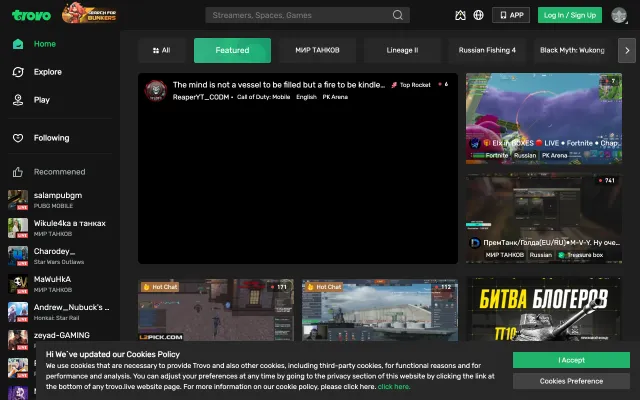 trovo
SEARCH FOR
BUNKERS
Streamers, Spaces, Games
APP
Log In / Sign Up
Home
Explore
Play
Following
Recommened
salampubgm
PUBG MOBILE
LIVE
Wikule4ka в танках
МИР ТАНКОВ
LIVE
Charodey_
Star Wars Outlaws
LIVE
MaWuHkA
МИР ТАНКОВ
LIVE
Andrew_Nubuck's ...
Honkai: Star Rail
LIVE
zeyad-GAMING
All
Featured
МИР ТАНКОВ
Lineage II
Russian Fishing 4
Black Myth: Wukong
The mind is not a vessel to be filled but a fire to be kindle...
Top Rocket
6
ReaperYT_CODM •
Call of Duty: Mobile
English
PK Arena
7
LIVE • Fortnite • Chap...
Fortnite
Russian
PK Arena
741
ПремТанк/Голда(EU/RU)•M-V-Y. Ну оче...
МИР ТАНКОВ
Russian
Treasure box
Hot Chat
171
L2PICK.COM
Hot Chat
112
БИТВА БЛОГЕРОВ
Hi We`ve updated our Cookies Policy
We use cookies that are necessary to provide Trovo and also other cookies, including third-party cookies, for functional reasons and for
performance and analysis. You can adjust your preferences at any time by going to the privacy section of this website by clicking the link at
the bottom of any trovo.live website page. For more information on our cookie policy, please click here. click here.
I Accept
Cookies Preference